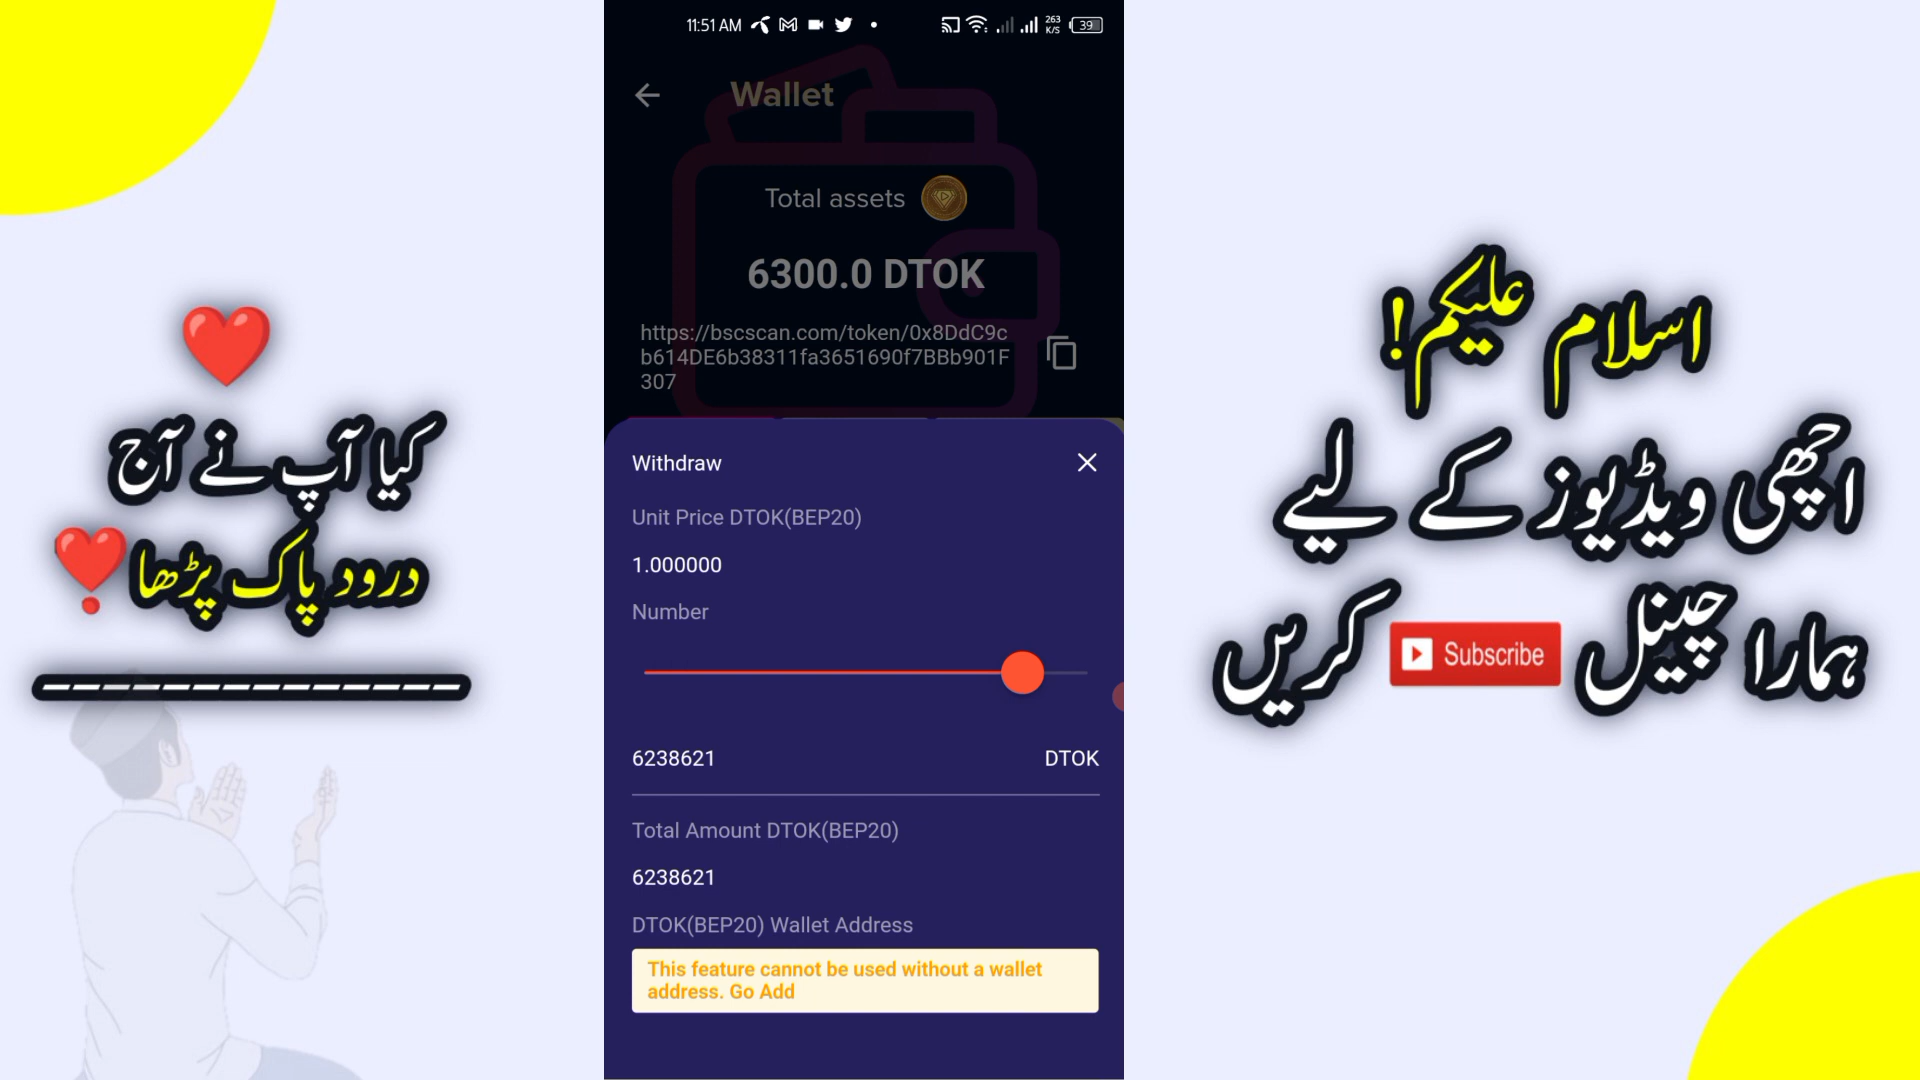 کیا آپ نے آج
درود پاک پڑھا
11:51 AM
263 K/S
39
Wallet
Total assets
6300.0 DTOK
https://bscscan.com/token/0x8DdC9c
b614DE6b38311fa3651690f7BBb901F
307
Withdraw
Unit Price DTOK(BEP20)
1.000000
Number
6238621 DTOK
Total Amount DTOK(BEP20)
6238621
DTOK(BEP20) Wallet Address
This feature cannot be used without a wallet
address. Go Add
اسلام علیکم!
اچھی ویڈیوز کے لیے
ہمارا چینل Subscribe کریں